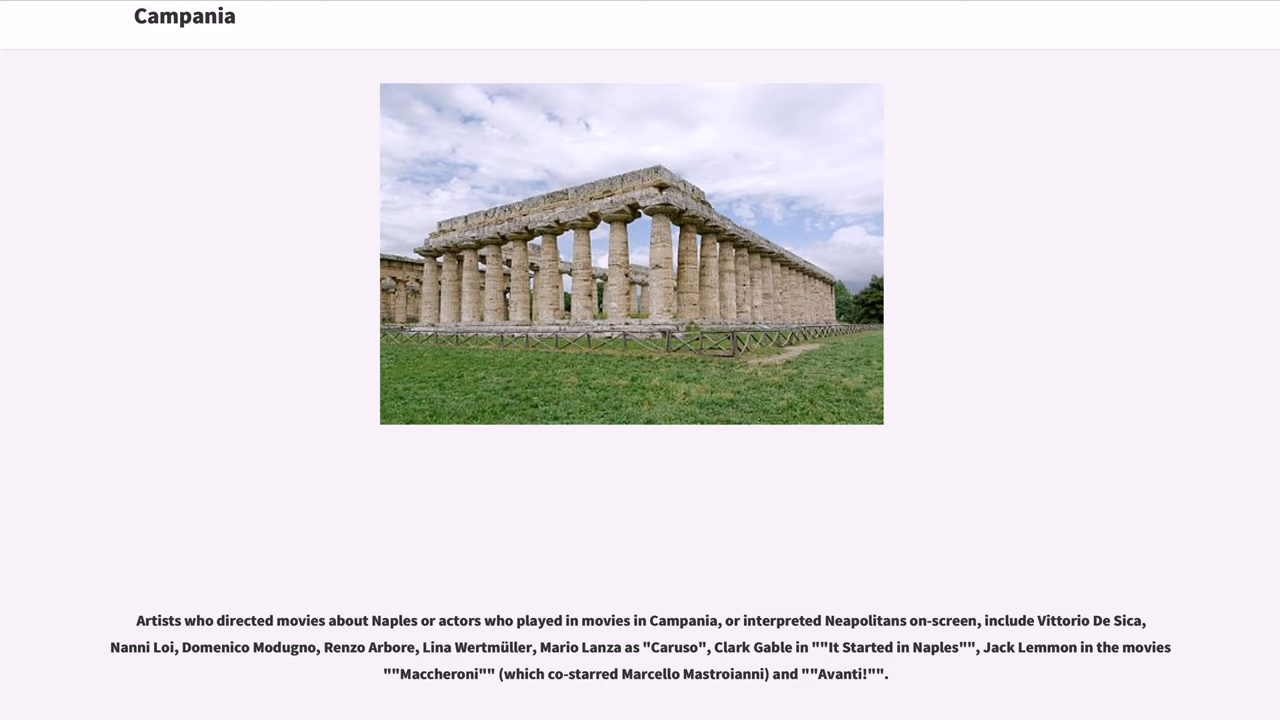 Campania
Artists who directed movies about Naples or actors who played in movies in Campania, or interpreted Neapolitans on-screen, include Vittorio De Sica,
Nanni Loi, Domenico Modugno, Renzo Arbore, Lina Wertmüller, Mario Lanza as "Caruso", Clark Gable in ""It Started in Naples"", Jack Lemmon in the movies
""Maccheroni"" (which co-starred Marcello Mastroianni) and ""Avanti!"".